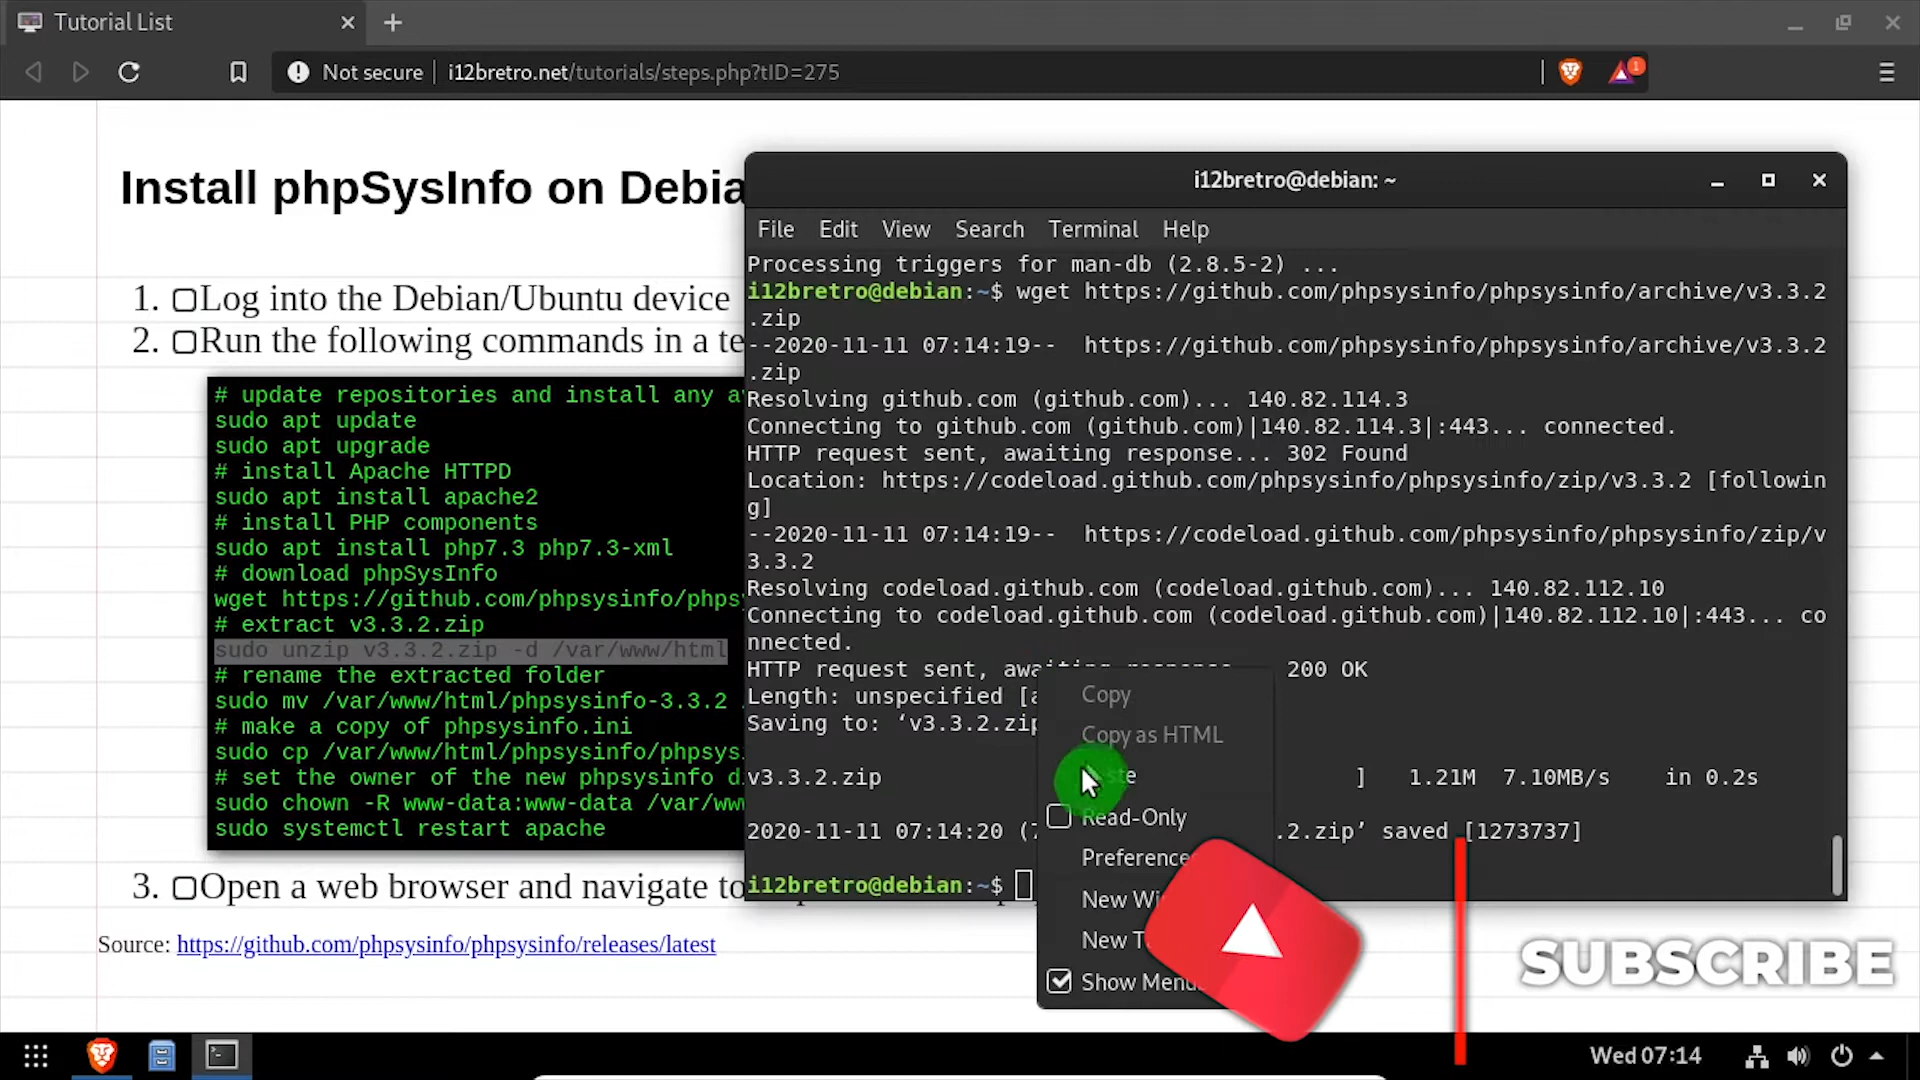 Tutorial List
Not secure
i12bretro.net/tutorials/steps.php?tID=275
1
Install phpSysInfo on Debia
1. Log into the Debian/Ubuntu device
2. Run the following commands in a te
# update repositories and install any av
sudo apt update
sudo apt upgrade
# install Apache HTTPD
sudo apt install apache2
# install PHP components
sudo apt install php7.3 php7.3-xml
# download phpSysInfo
wget https://github.com/phpsysinfo/phps
# extract v3.3.2.zip
sudo unzip v3.3.2.zip -d /var/www/html
# rename the extracted folder
sudo mv /var/www/html/phpsysinfo-3.3.2 /
# make a copy of phpsysinfo.ini
sudo cp /var/www/html/phpsysinfo/phpsys
# set the owner of the new phpsysinfo d
sudo chown -R www-data:www-data /var/ww
sudo systemctl restart apache
3. Open a web browser and navigate to
Source: https://github.com/phpsysinfo/phpsysinfo/releases/latest
i12bretro@debian: ~
File Edit View Search Terminal Help
Processing triggers for man-db (2.8.5-2) ...
i12bretro@debian:~$ wget https://github.com/phpsysinfo/phpsysinfo/archive/v3.3.2
.zip
--2020-11-11 07:14:19-- https://github.com/phpsysinfo/phpsysinfo/archive/v3.3.2
.zip
Resolving github.com (github.com)... 140.82.114.3
Connecting to github.com (github.com)|140.82.114.3|:443... connected.
HTTP request sent, awaiting response... 302 Found
Location: https://codeload.github.com/phpsysinfo/phpsysinfo/zip/v3.3.2 [followin
g]
--2020-11-11 07:14:19-- https://codeload.github.com/phpsysinfo/phpsysinfo/zip/v
3.3.2
Resolving codeload.github.com (codeload.github.com)... 140.82.112.10
Connecting to codeload.github.com (codeload.github.com)|140.82.112.10|:443... co
nnected.
HTTP request sent, awaiting response 200 OK
Length: unspecified [a
Saving to: ‘v3.3.2.zip
v3.3.2.zip ] 1.21M 7.10MB/s in 0.2s
2020-11-11 07:14:20 (7 .2.zip’ saved [1273737]
i12bretro@debian:~$
Copy
Copy as HTML
Read-Only
Preference
New Wi
New T
Show Menu
SUBSCRIBE
Wed 07:14